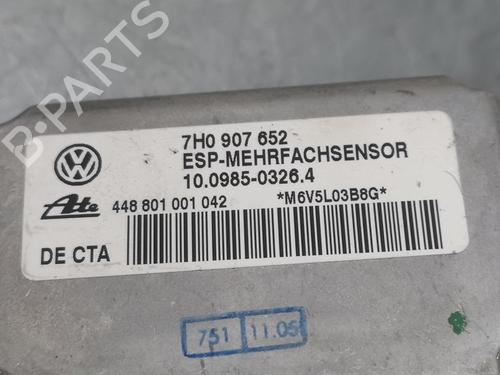 B-PARTS
7H0 907 652
ESP-MEHRFACHSENSOR
10.0985-0326.4
Ate 448 801 001 042 *M6V5L03B8G*
DE CTA
751 11.05